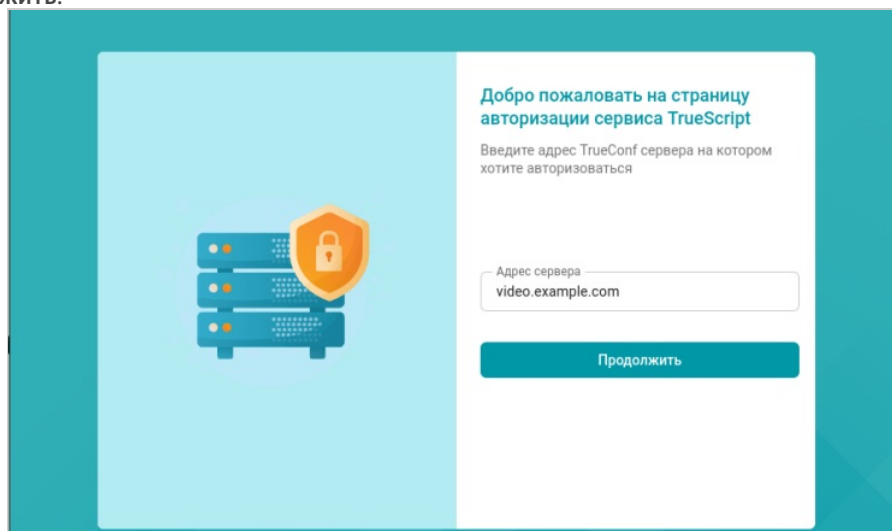 Добро пожаловать на страницу
авторизации сервиса TrueScript
Введите адрес TrueConf сервера на котором
хотите авторизоваться
Адрес сервера
video.example.com
Продолжить